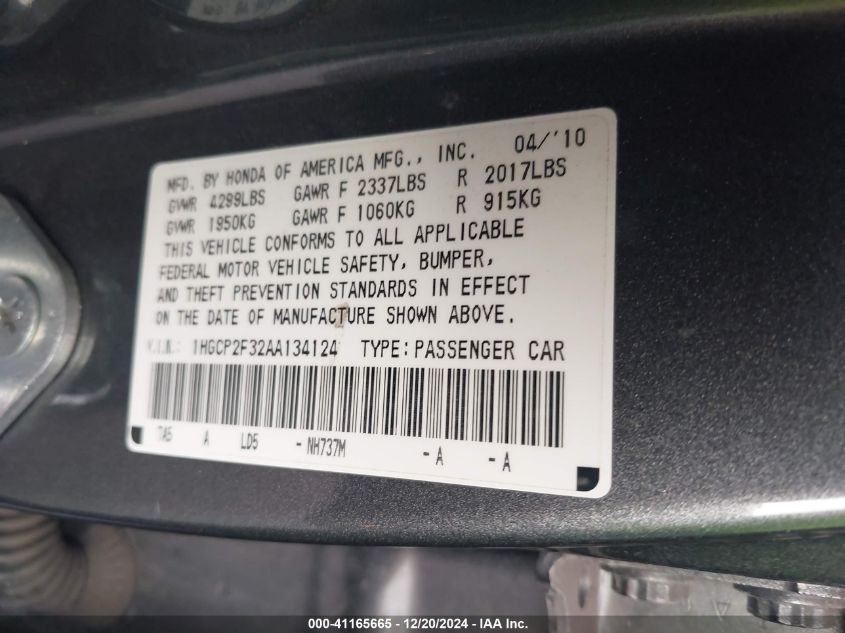 MFD. BY HONDA OF AMERICA MFG., INC. 04/'10
GVWR 4299LBS GAWR F 2337LBS R 2017LBS
GVWR 1950KG GAWR F 1060KG R 915KG
THIS VEHICLE CONFORMS TO ALL APPLICABLE
FEDERAL MOTOR VEHICLE SAFETY, BUMPER,
AND THEFT PREVENTION STANDARDS IN EFFECT
ON THE DATE OF MANUFACTURE SHOWN ABOVE.
V.I.N.: 1HGCP2F32AA134124 TYPE:PASSENGER CAR
TA5 A LD5 -NH737M -A -A
000-41165665 - 12/20/2024 - IAA Inc.